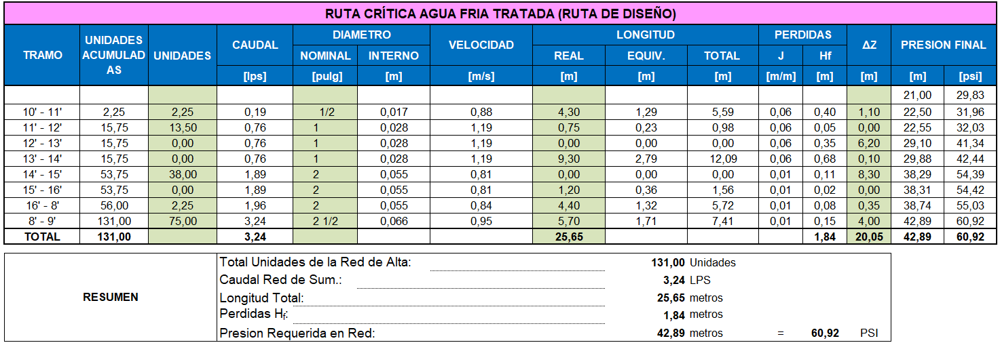 RUTA CRÍTICA AGUA FRIA TRATADA (RUTA DE DISEÑO)
TRAMO UNIDADES ACUMULAD AS UNIDADES CAUDAL DIAMETRO VELOCIDAD LONGITUD PERDIDAS ΔZ PRESION FINAL
NOMINAL INTERNO REAL EQUIV. TOTAL J Hf
[lps] [pulg] [m] [m/s] [m] [m] [m] [m/m] [m] [m] [m] [psi]
21,00 29,83
10' - 11' 2,25 2,25 0,19 1/2 0,017 0,88 4,30 1,29 5,59 0,06 0,40 1,10 22,50 31,96
11' - 12' 15,75 13,50 0,76 1 0,028 1,19 0,75 0,23 0,98 0,06 0,05 0,00 22,55 32,03
12' - 13' 15,75 0,00 0,76 1 0,028 1,19 0,00 0,00 0,00 0,06 0,35 6,20 29,10 41,34
13' - 14' 15,75 0,00 0,76 1 0,028 1,19 9,30 2,79 12,09 0,06 0,68 0,10 29,88 42,44
14' - 15' 53,75 38,00 1,89 2 0,055 0,81 0,00 0,00 0,00 0,01 0,11 8,30 38,29 54,39
15' - 16' 53,75 0,00 1,89 2 0,055 0,81 1,20 0,36 1,56 0,01 0,02 0,00 38,31 54,42
16' - 8' 56,00 2,25 1,96 2 0,055 0,84 4,40 1,32 5,72 0,01 0,08 0,35 38,74 55,03
8' - 9' 131,00 75,00 3,24 2 1/2 0,066 0,95 5,70 1,71 7,41 0,01 0,15 4,00 42,89 60,92
TOTAL 131,00 3,24 25,65 1,84 20,05 42,89 60,92
RESUMEN
Total Unidades de la Red de Alta: 131,00 Unidades
Caudal Red de Sum.: 3,24 LPS
Longitud Total: 25,65 metros
Perdidas Hf: 1,84 metros
Presion Requerida en Red: 42,89 metros = 60,92 PSI